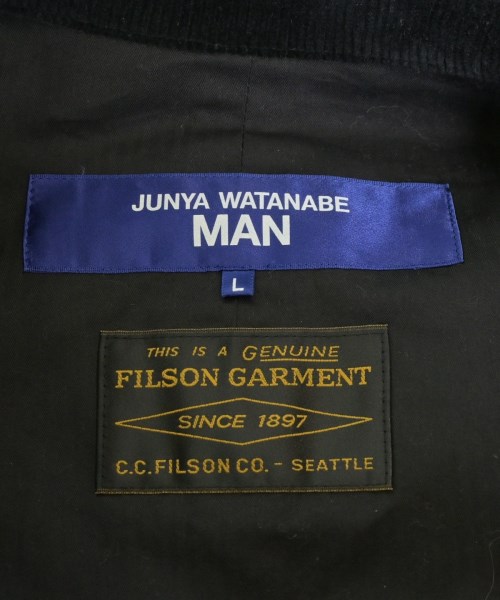 JUNYA WATANABE
MAN
L
THIS IS A GENUINE
FILSON GARMENT
SINCE 1897
C.C. FILSON CO. - SEATTLE